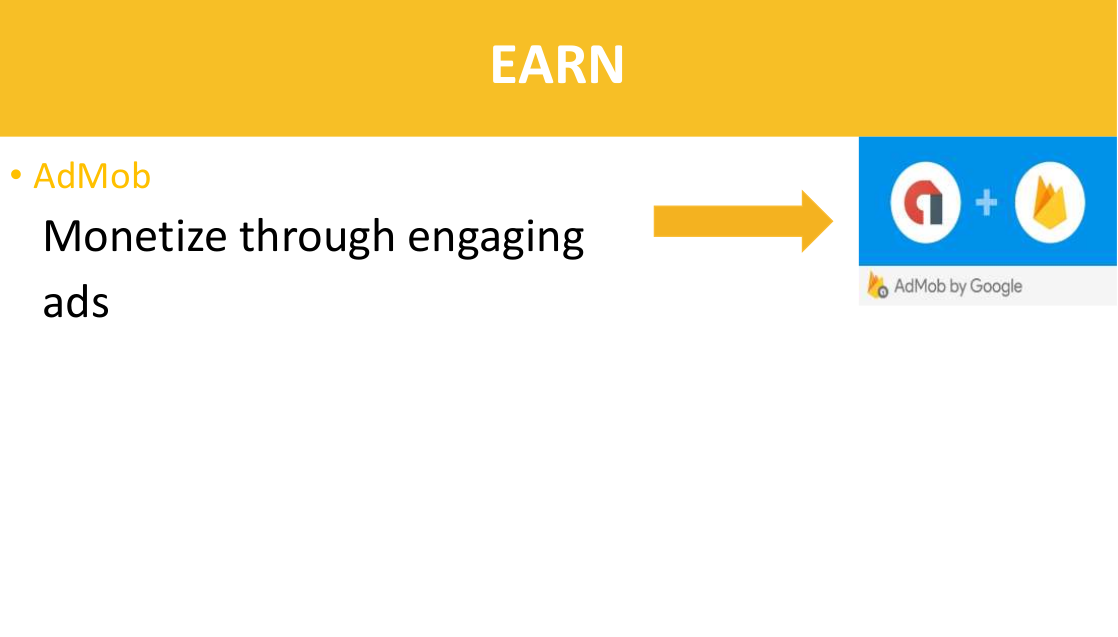 EARN
• AdMob
Monetize through engaging
ads
AdMob by Google